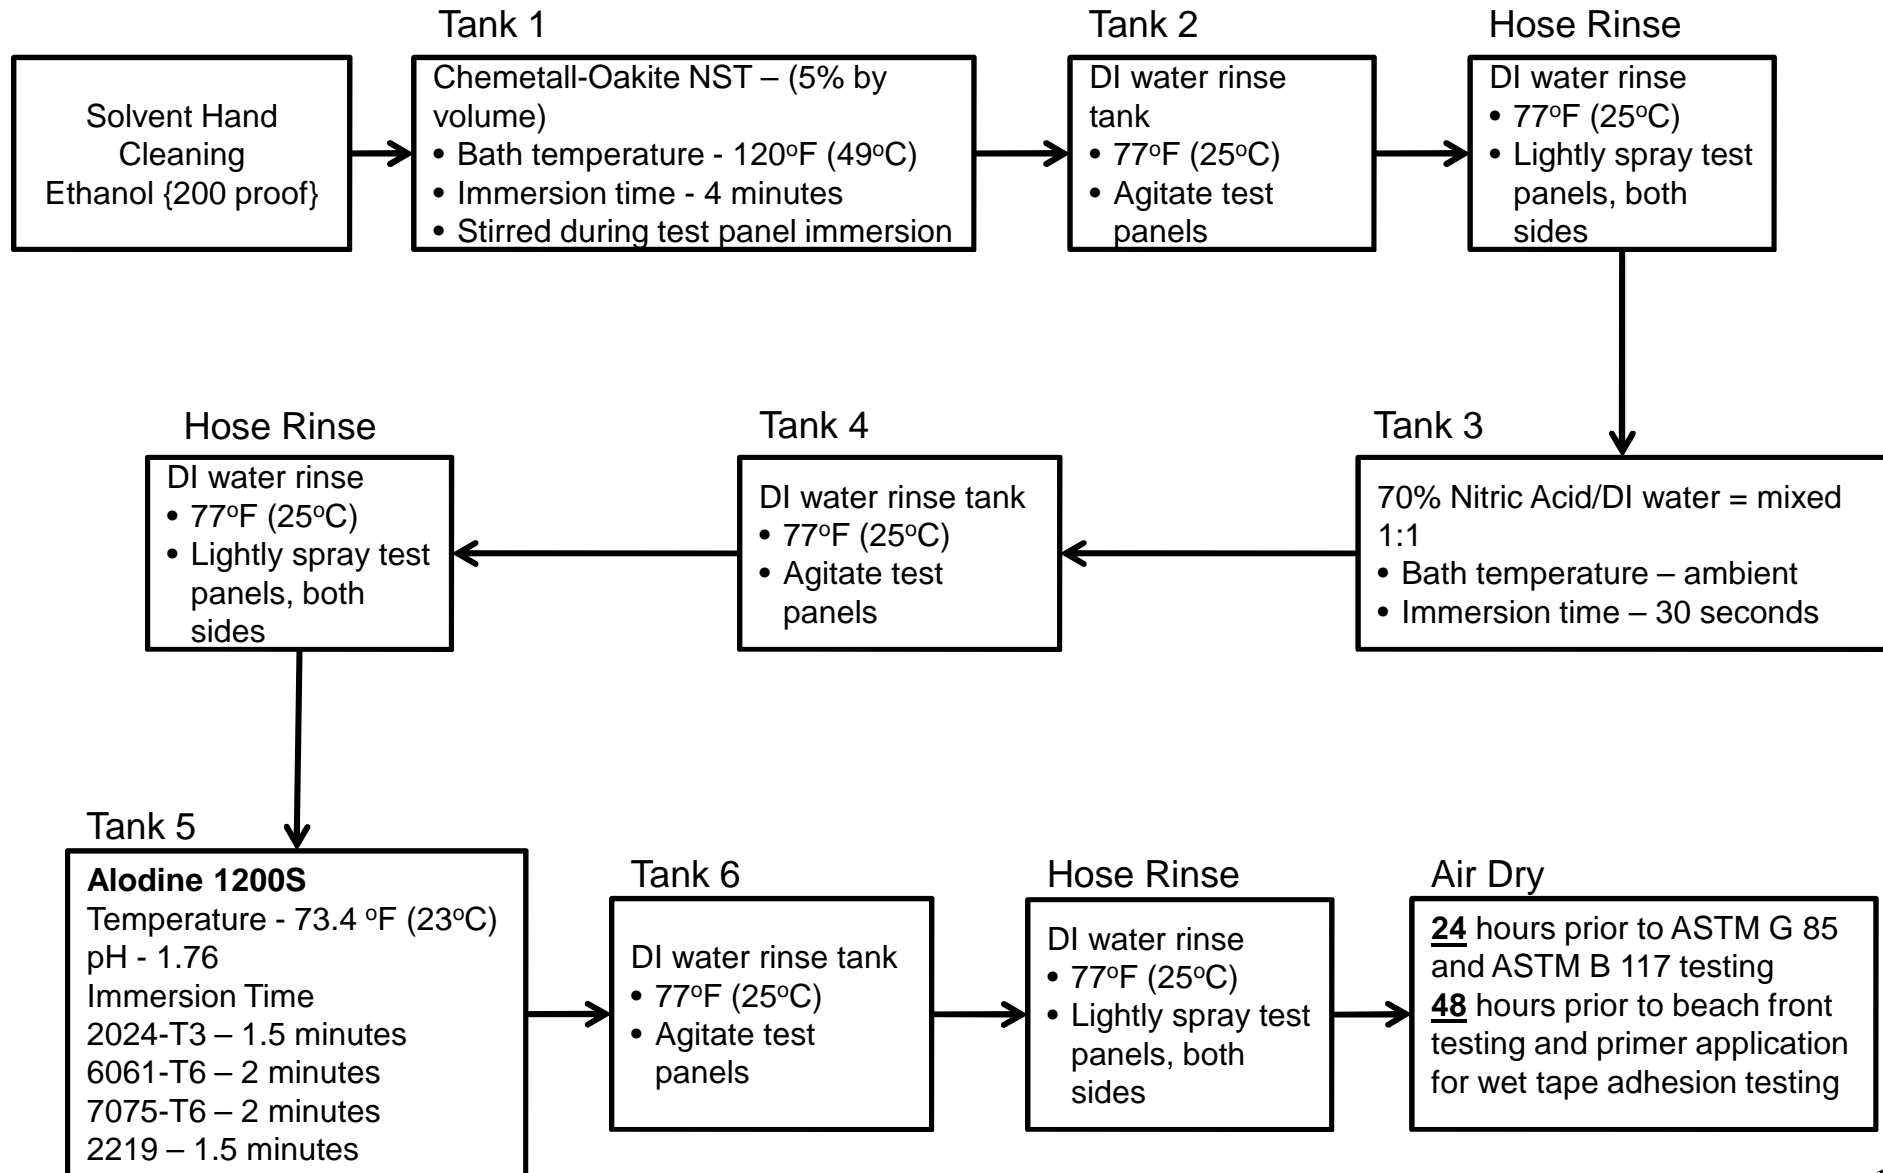 Tank 1
Tank 2
Hose Rinse
Solvent Hand
Cleaning
Ethanol {200 proof}
Chemetall-Oakite NST – (5% by
volume)
• Bath temperature - 120°F (49°C)
• Immersion time - 4 minutes
• Stirred during test panel immersion
DI water rinse
tank
• 77°F (25°C)
• Agitate test
panels
DI water rinse
• 77°F (25°C)
• Lightly spray test
panels, both
sides
Hose Rinse
Tank 4
Tank 3
DI water rinse
• 77°F (25°C)
• Lightly spray test
panels, both
sides
DI water rinse tank
• 77°F (25°C)
• Agitate test
panels
70% Nitric Acid/DI water = mixed
1:1
• Bath temperature – ambient
• Immersion time – 30 seconds
Tank 5
Tank 6
Hose Rinse
Air Dry
Alodine 1200S
Temperature - 73.4 °F (23°C)
pH - 1.76
Immersion Time
2024-T3 – 1.5 minutes
6061-T6 – 2 minutes
7075-T6 – 2 minutes
2219 – 1.5 minutes
DI water rinse tank
• 77°F (25°C)
• Agitate test
panels
DI water rinse
• 77°F (25°C)
• Lightly spray test
panels, both
sides
24 hours prior to ASTM G 85
and ASTM B 117 testing
48 hours prior to beach front
testing and primer application
for wet tape adhesion testing